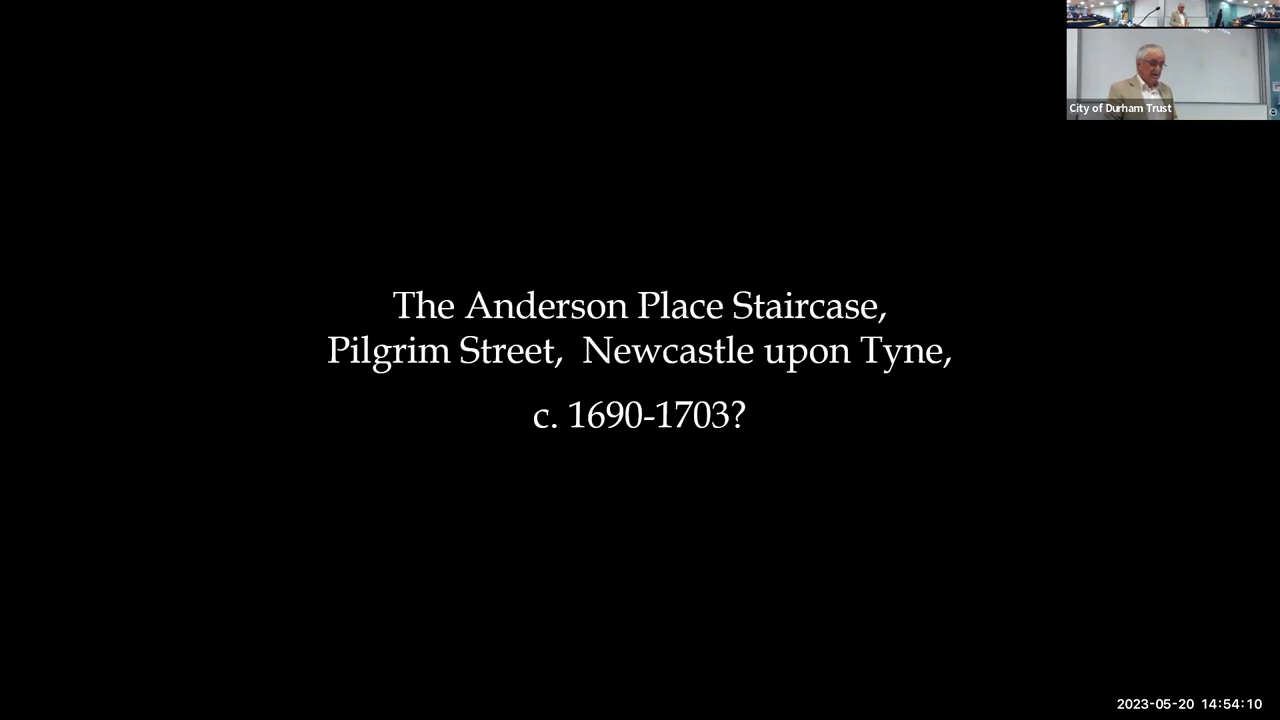 City of Durham Trust
The Anderson Place Staircase,
Pilgrim Street,  Newcastle upon Tyne,
c. 1690-1703?
2023-05-20 14:54:10